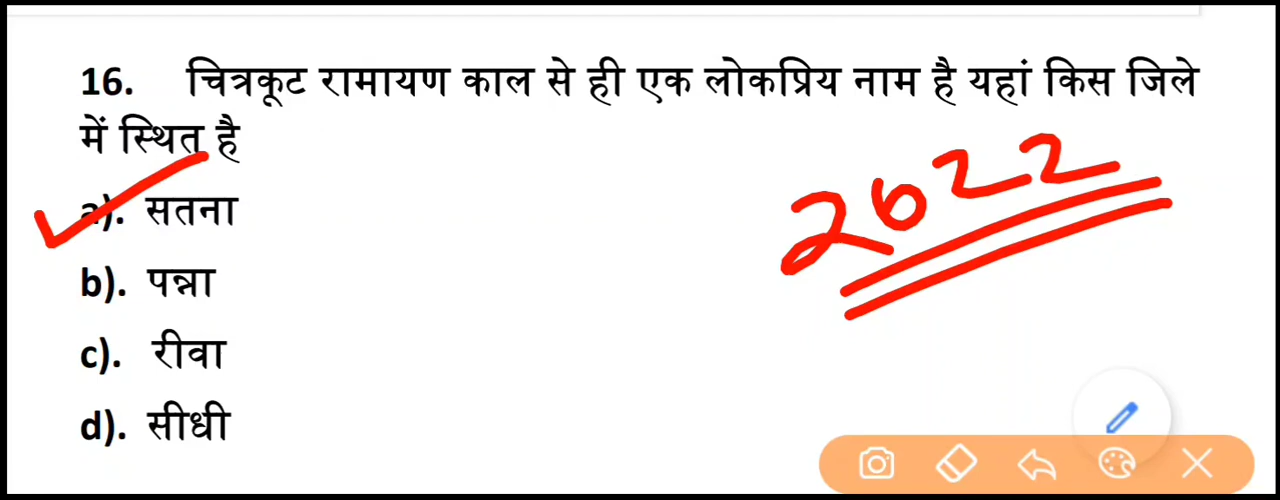 16. चित्रकूट रामायण काल से ही एक लोकप्रिय नाम है यहां किस जिले
में स्थित है
a). सतना
b). पन्ना
c). रीवा
d). सीधी
2022